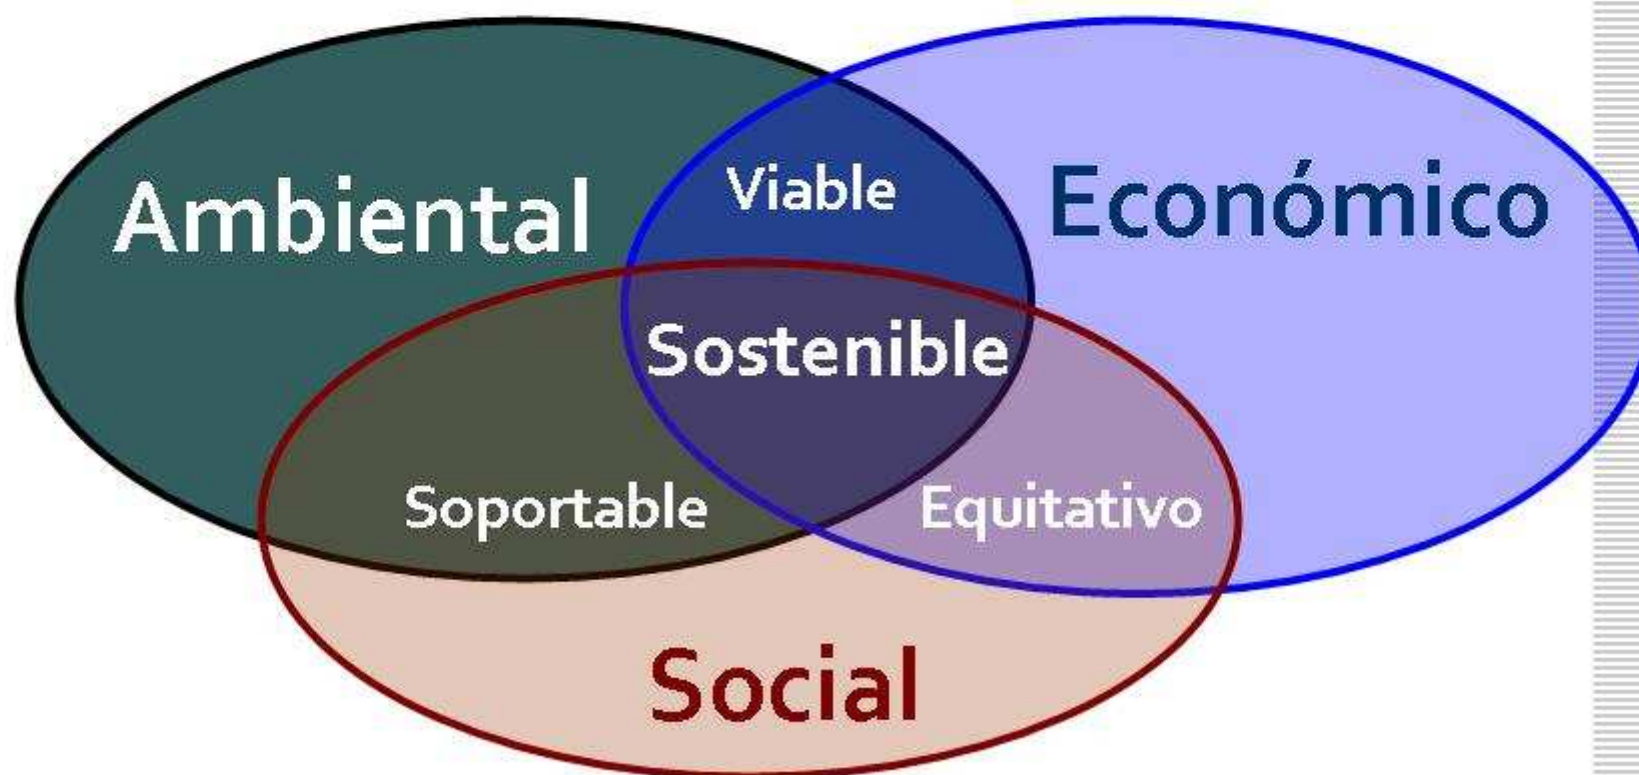 Ambiental
Viable
Económico
Sostenible
Soportable
Equitativo
Social